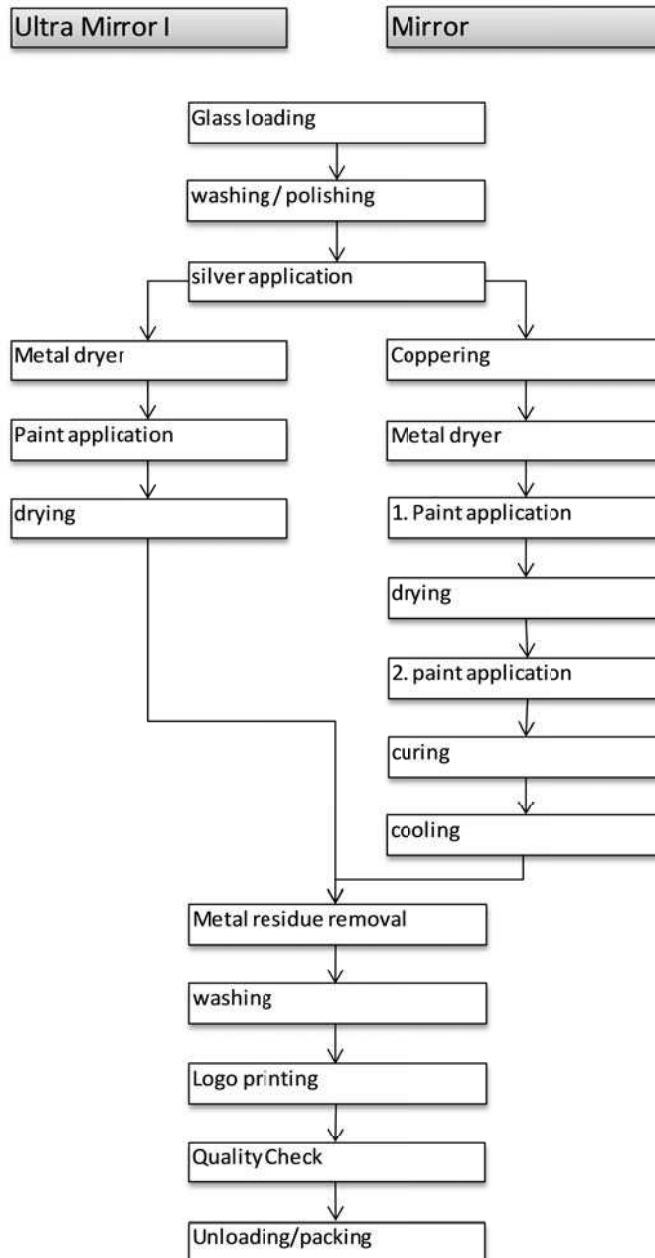 Ultra Mirror I
Mirror
Glass loading
washing / polishing
silver application
Metal dryer
Paint application
drying
Coppering
Metal dryer
1. Paint application
drying
2. paint application
curing
cooling
Metal residue removal
washing
Logo printing
Quality Check
Unloading/packing